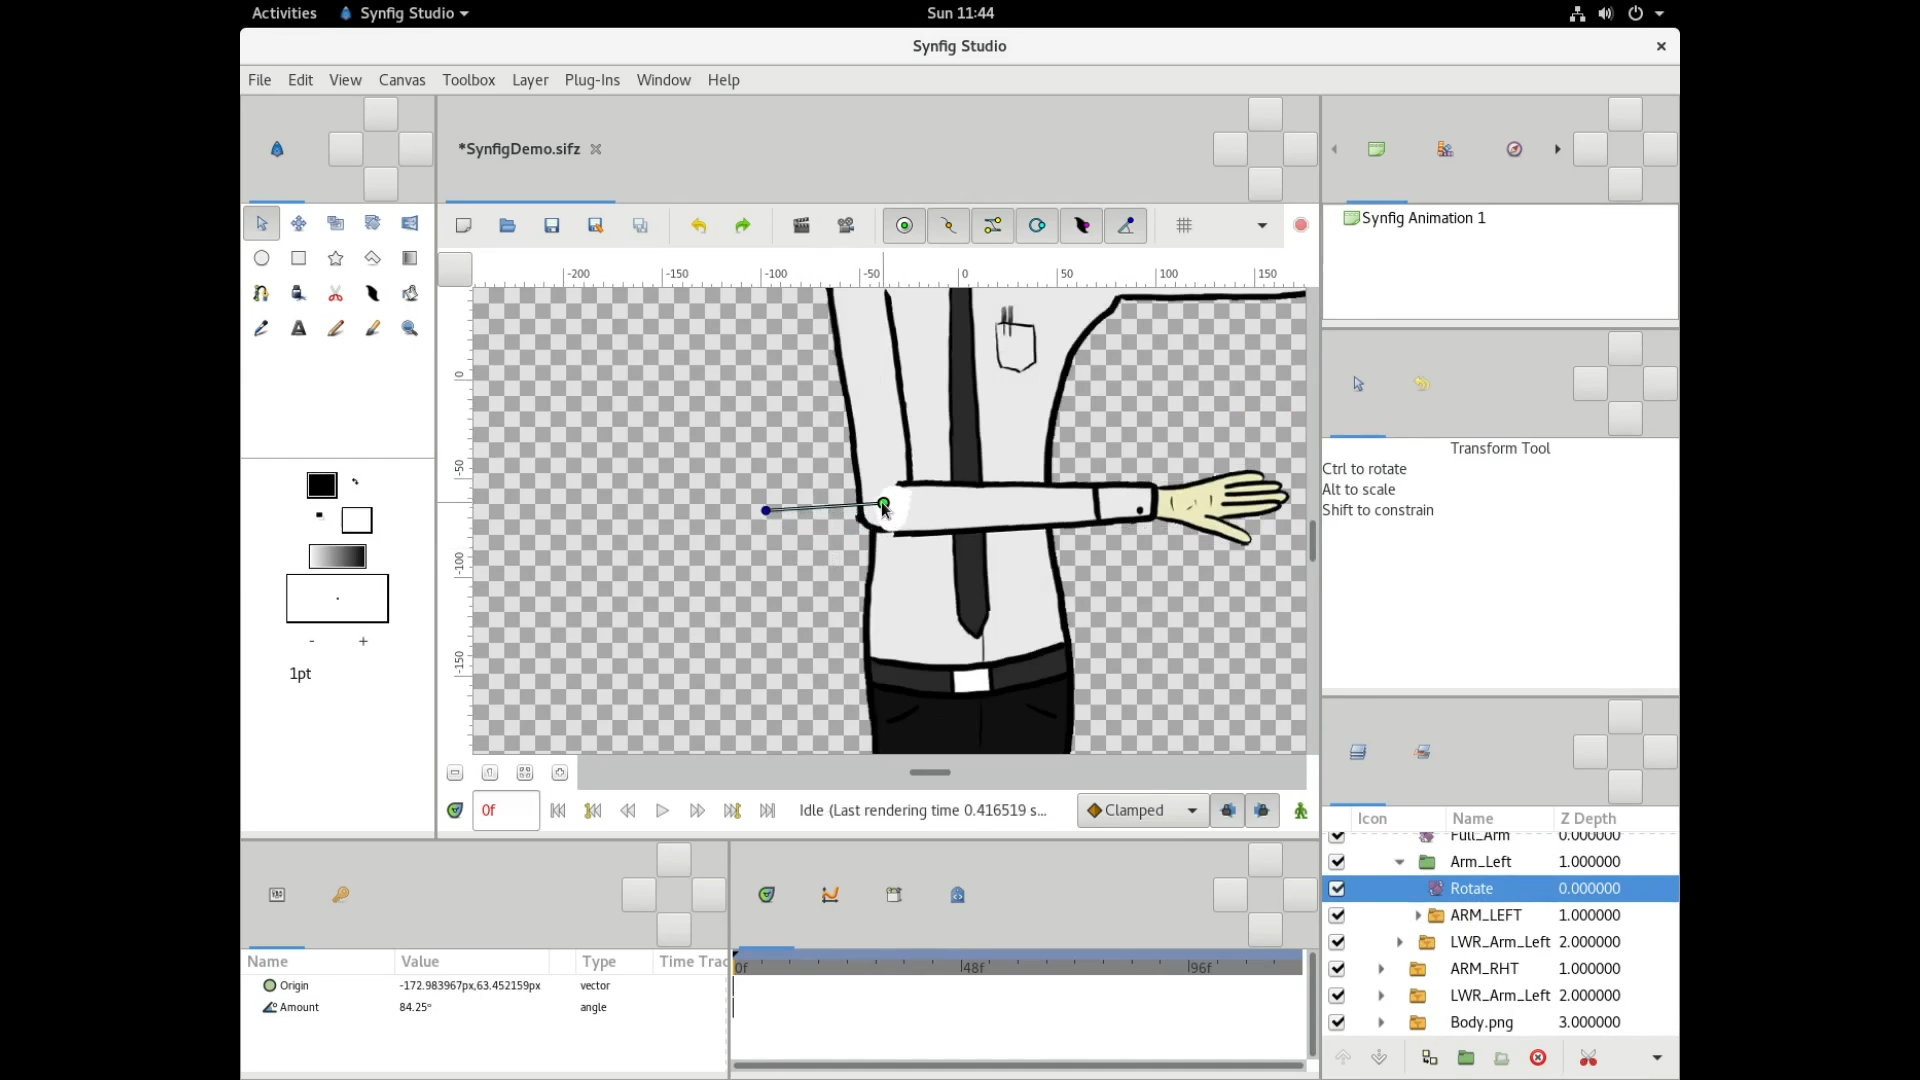 Activities Synfig Studio Sun 11:44
Synfig Studio
File Edit View Canvas Toolbox Layer Plug-Ins Window Help
*SynfigDemo.sifz
-200 -150 -100 -50 0 50 100 150
Synfig Animation 1
0
-50
-100
-150
Transform Tool
Ctrl to rotate
Alt to scale
Shift to constrain
- +
1pt
0f Idle (Last rendering time 0.416519 s... Clamped
Icon Name Z Depth
Full_Arm 0.000000
Arm_Left 1.000000
Rotate 0.000000
ARM_LEFT 1.000000
LWR_Arm_Left 2.000000
ARM_RHT 1.000000
LWR_Arm_Left 2.000000
Body.png 3.000000
Name Value Type Time Trac
Origin -172.983967px,63.452159px vector
Amount 84.25° angle
0f 48f 96f